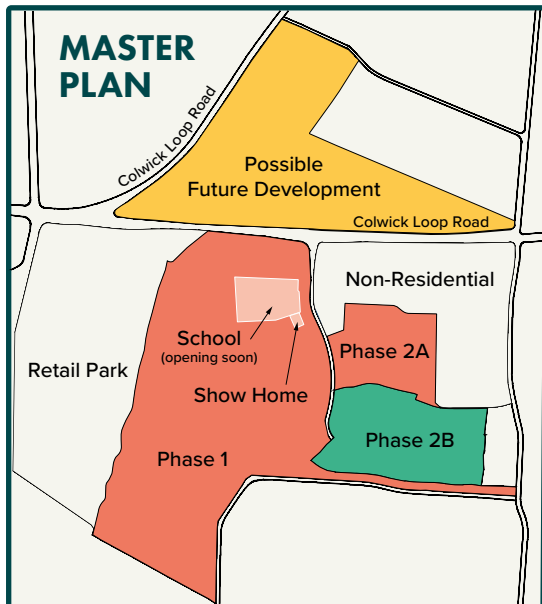 MASTER
PLAN
Colwick Loop Road
Possible
Future Development
Colwick Loop Road
Non-Residential
School
(opening soon)
Phase 2A
Retail Park
Show Home
Phase 2B
Phase 1